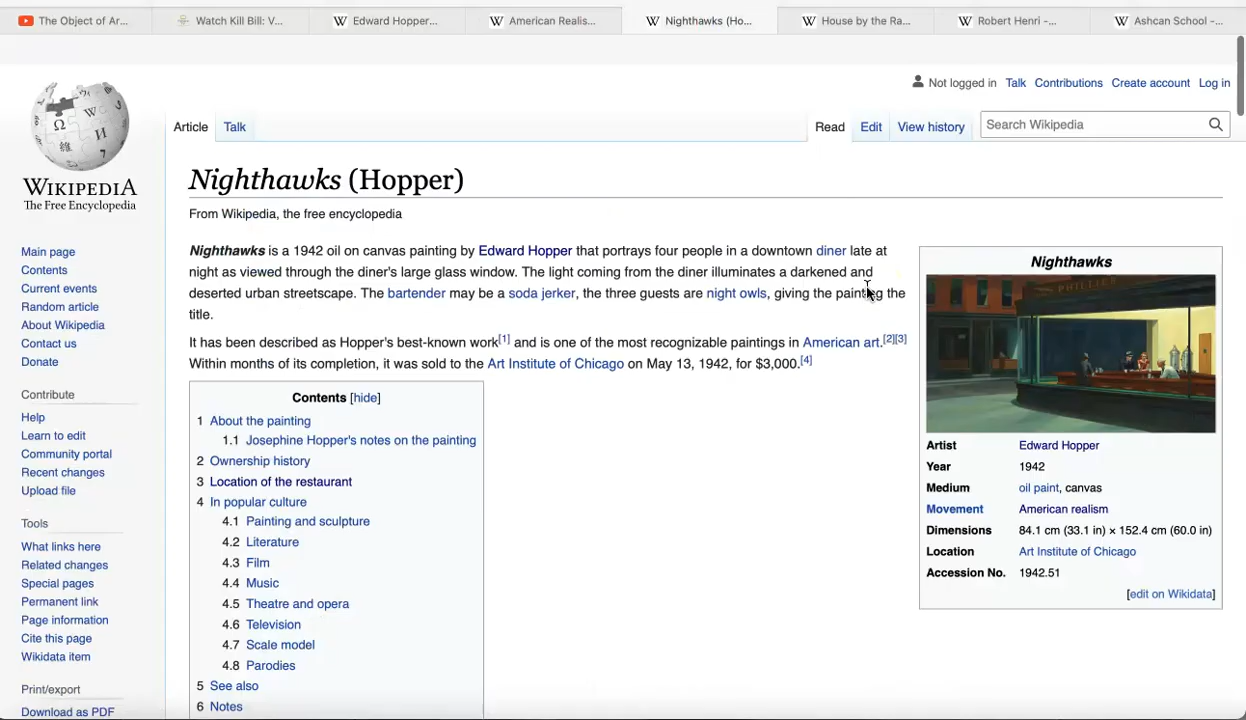 The Object of Ar...
Watch Kill Bill: V...
Edward Hopper...
American Realis...
Nighthawks (Ho...
House by the Ra...
Robert Henri -...
Ashcan School -...
Not logged in Talk Contributions Create account Log in
Article Talk
Read Edit View history Search Wikipedia
WIKIPEDIA
The Free Encyclopedia
Main page
Contents
Current events
Random article
About Wikipedia
Contact us
Donate
Contribute
Help
Learn to edit
Community portal
Recent changes
Upload file
Tools
What links here
Related changes
Special pages
Permanent link
Page information
Cite this page
Wikidata item
Print/export
Download as PDF
Nighthawks (Hopper)
From Wikipedia, the free encyclopedia
Nighthawks is a 1942 oil on canvas painting by Edward Hopper that portrays four people in a downtown diner late at
night as viewed through the diner's large glass window. The light coming from the diner illuminates a darkened and
deserted urban streetscape. The bartender may be a soda jerker, the three guests are night owls, giving the painting the
title.
It has been described as Hopper's best-known work[1] and is one of the most recognizable paintings in American art.[2][3]
Within months of its completion, it was sold to the Art Institute of Chicago on May 13, 1942, for $3,000.[4]
Contents [hide]
1 About the painting
1.1 Josephine Hopper's notes on the painting
2 Ownership history
3 Location of the restaurant
4 In popular culture
4.1 Painting and sculpture
4.2 Literature
4.3 Film
4.4 Music
4.5 Theatre and opera
4.6 Television
4.7 Scale model
4.8 Parodies
5 See also
6 Notes
Nighthawks
PHILLIES
Artist Edward Hopper
Year 1942
Medium oil paint, canvas
Movement American realism
Dimensions 84.1 cm (33.1 in) × 152.4 cm (60.0 in)
Location Art Institute of Chicago
Accession No. 1942.51
[edit on Wikidata]